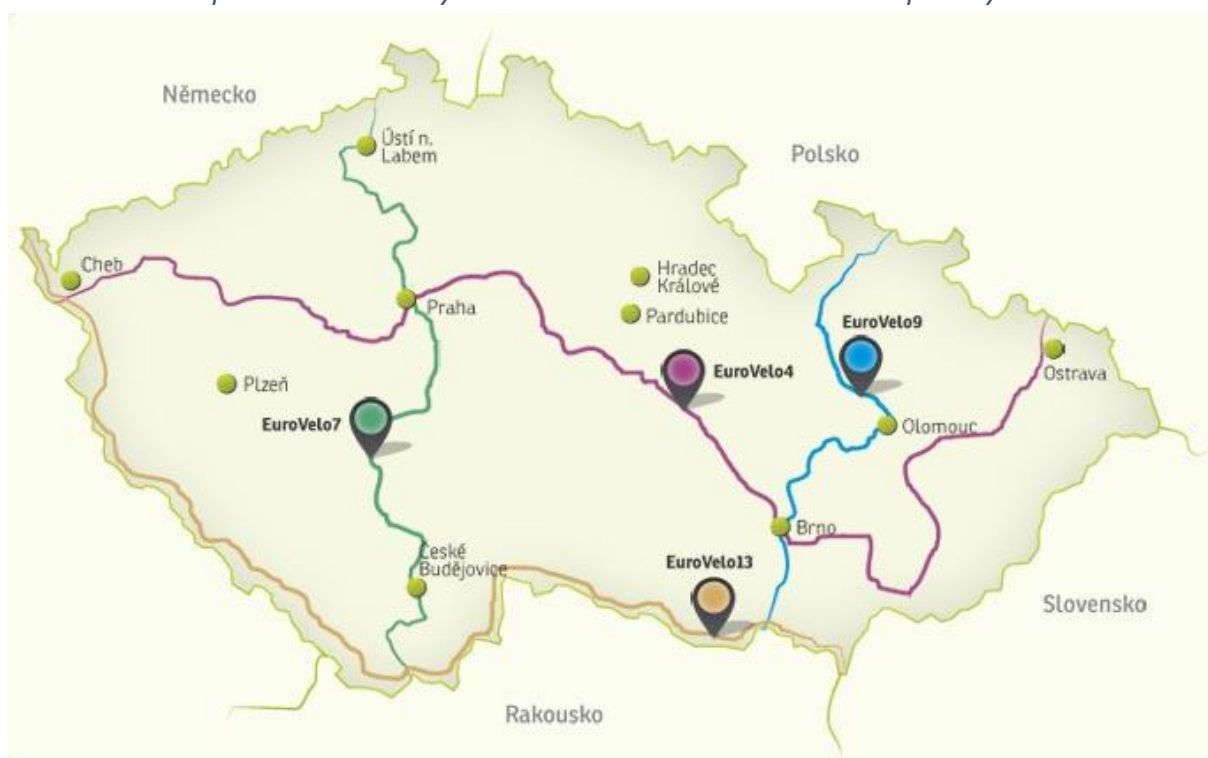 Německo
Polsko
Ústí n.
Labem
Cheb
Praha
Hradec
Králové
Pardubice
EuroVelo9
EuroVelo4
Ostrava
Plzeň
EuroVelo7
Olomouc
Brno
České
Budějovice
EuroVelo13
Slovensko
Rakousko